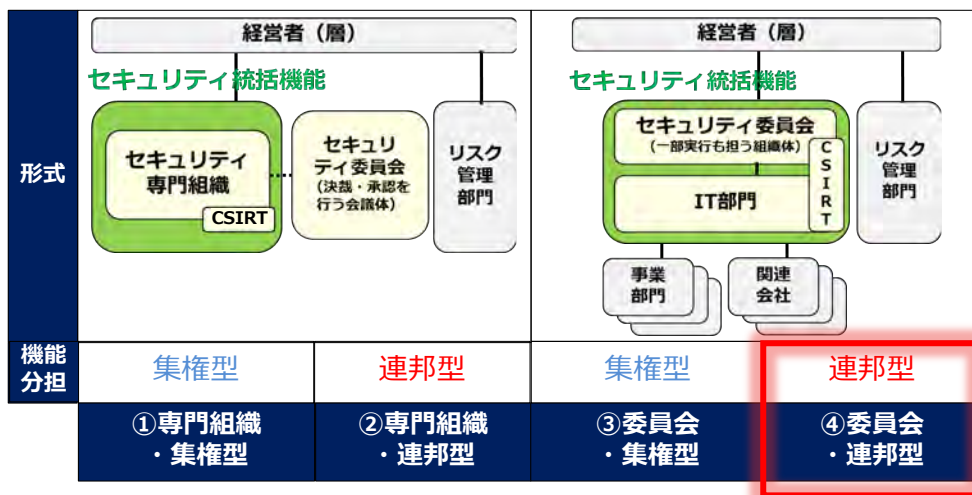 形式
経営者（層）
セキュリティ統括機能
セキュリティ
専門組織
CSIRT
セキュリ
ティ委員会
（決裁・承認を
行う会議体）
リスク
管理
部門
経営者（層）
セキュリティ統括機能
セキュリティ委員会
（一部実行も担う組織体）
IT部門
CSIRT
リスク
管理
部門
事業
部門
関連
会社
機能
分担
集権型
連邦型
集権型
連邦型
①専門組織
・集権型
②専門組織
・連邦型
③委員会
・集権型
④委員会
・連邦型